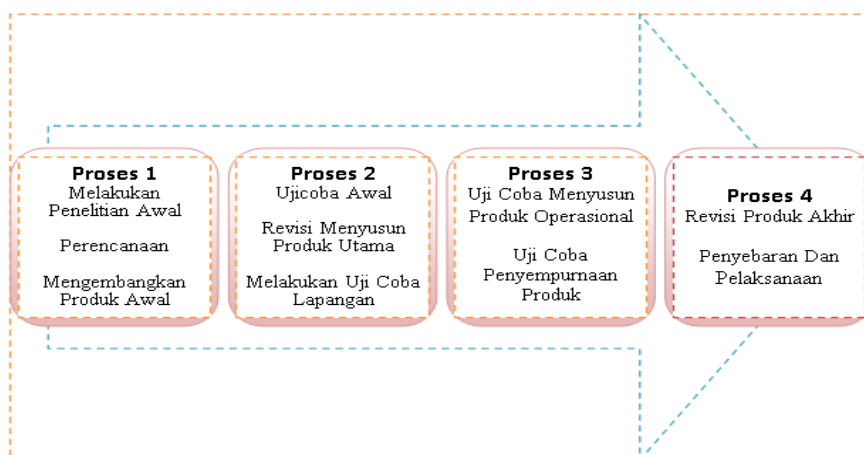 Proses 1
Melakukan
Penelitian Awal
Perencanaan
Mengembangkan
Produk Awal
Proses 2
Ujicoba Awal
Revisi Menyusun
Produk Utama
Melakukan Uji Coba
Lapangan
Proses 3
Uji Coba Menyusun
Produk Operasional
Uji Coba
Penyempurnaan
Produk
Proses 4
Revisi Produk Akhir
Penyebaran Dan
Pelaksanaan